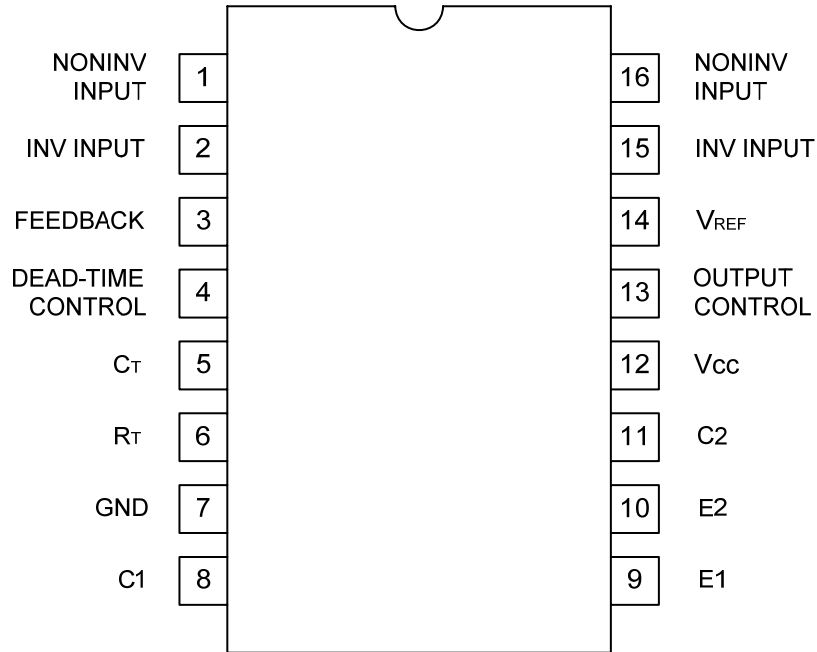 NONINV
INPUT
1
16
NONINV
INPUT
INV INPUT
2
15
INV INPUT
FEEDBACK
3
14
VREF
DEAD-TIME
CONTROL
4
13
OUTPUT
CONTROL
CT
5
12
Vcc
RT
6
11
C2
GND
7
10
E2
C1
8
9
E1